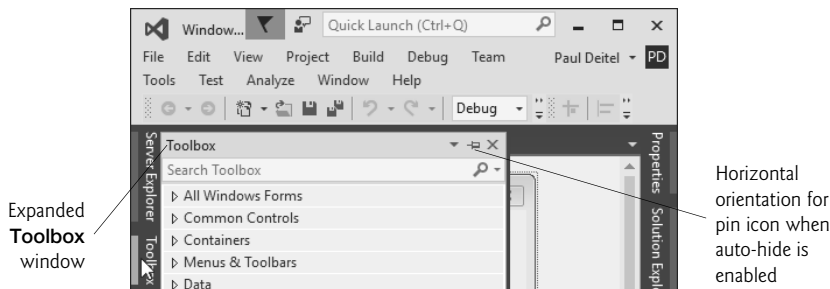 Window...
Quick Launch (Ctrl+Q)
File Edit View Project Build Debug Team Paul Deitel PD
Tools Test Analyze Window Help
Debug
Server Explorer
Toolbox
Toolbox
Search Toolbox
All Windows Forms
Common Controls
Containers
Menus & Toolbars
Data
Properties
Solution Explo
Expanded
Toolbox
window
Horizontal
orientation for
pin icon when
auto-hide is
enabled